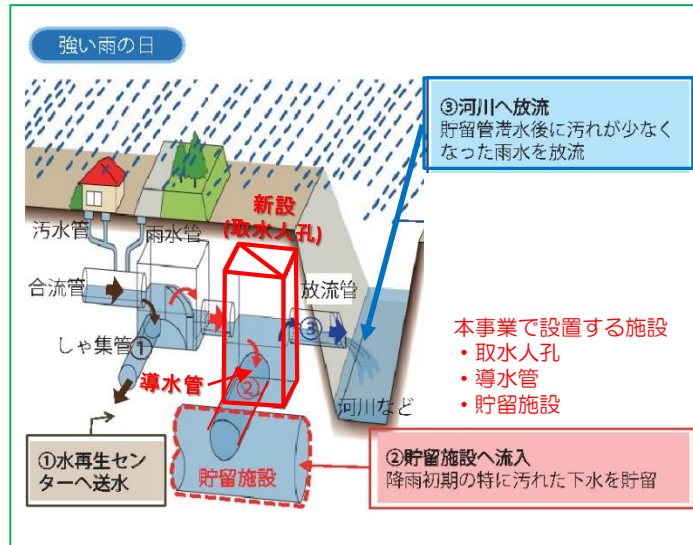 強い雨の日
③河川へ放流
貯留管滞水後に汚れが少なく
なった雨水を放流
新設
(取水人孔)
汚水管
雨水管
合流管
放流管
③
しゃ集管①
導水管
②
河川など
本事業で設置する施設
・取水人孔
・導水管
・貯留施設
①水再生セン
ターへ送水
貯留施設
②貯留施設へ流入
降雨初期の特に汚れた下水を貯留